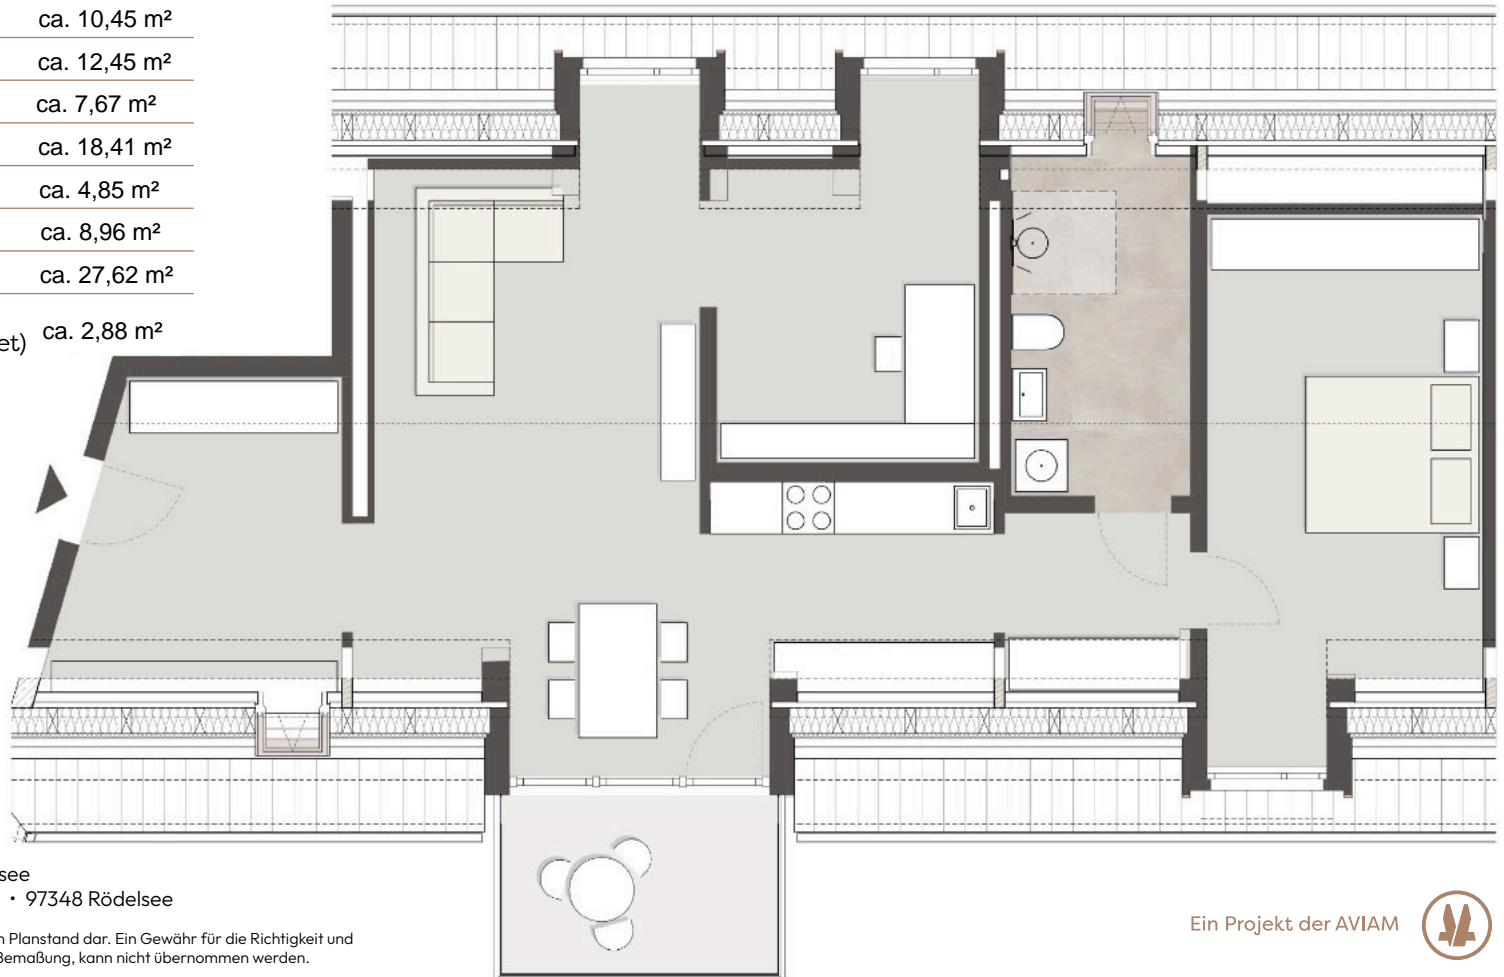 ca. 10,45 m²
ca. 12,45 m²
ca. 7,67 m²
ca. 18,41 m²
ca. 4,85 m²
ca. 8,96 m²
ca. 27,62 m²
et) ca. 2,88 m²
see
• 97348 Rödelsee
n Planstand dar. Ein Gewähr für die Richtigkeit und
Bemaßung, kann nicht übernommen werden.
Ein Projekt der AVIAM